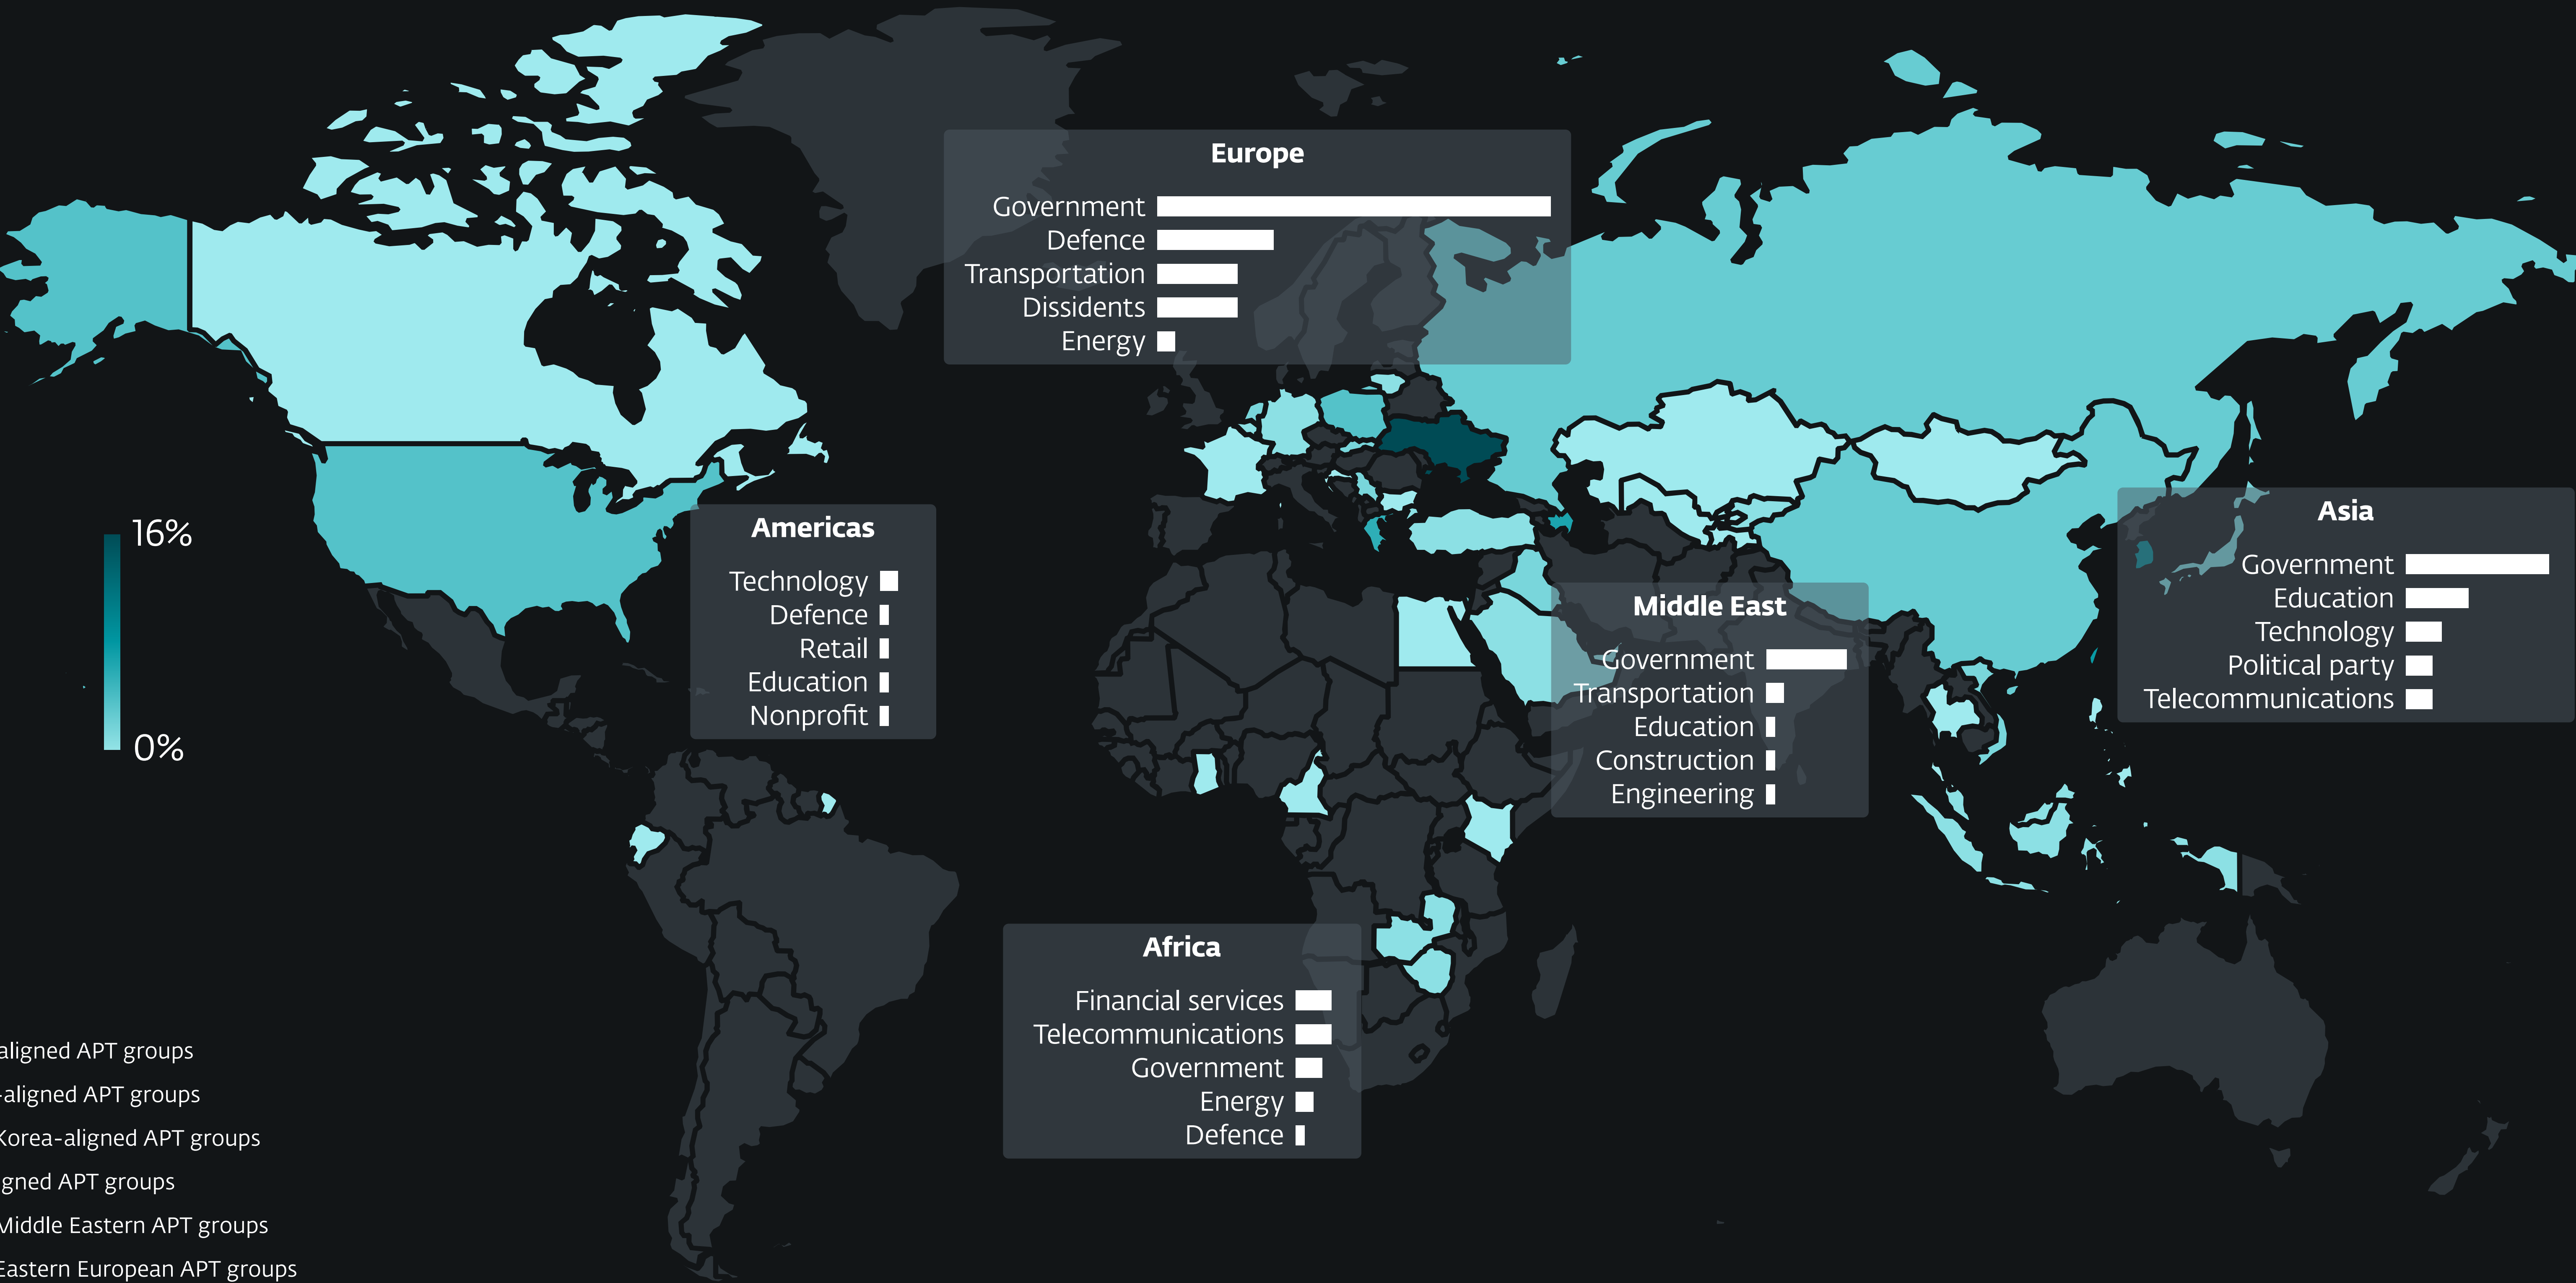 Europe
Government
Defence
Transportation
Dissidents
Energy
16%
0%
Americas
Technology
Defence
Retail
Education
Nonprofit
Asia
Government
Education
Technology
Political party
Telecommunications
Middle East
Government
Transportation
Education
Construction
Engineering
Africa
Financial services
Telecommunications
Government
Energy
Defence
aligned APT groups
-aligned APT groups
Korea-aligned APT groups
gned APT groups
Middle Eastern APT groups
Eastern European APT groups